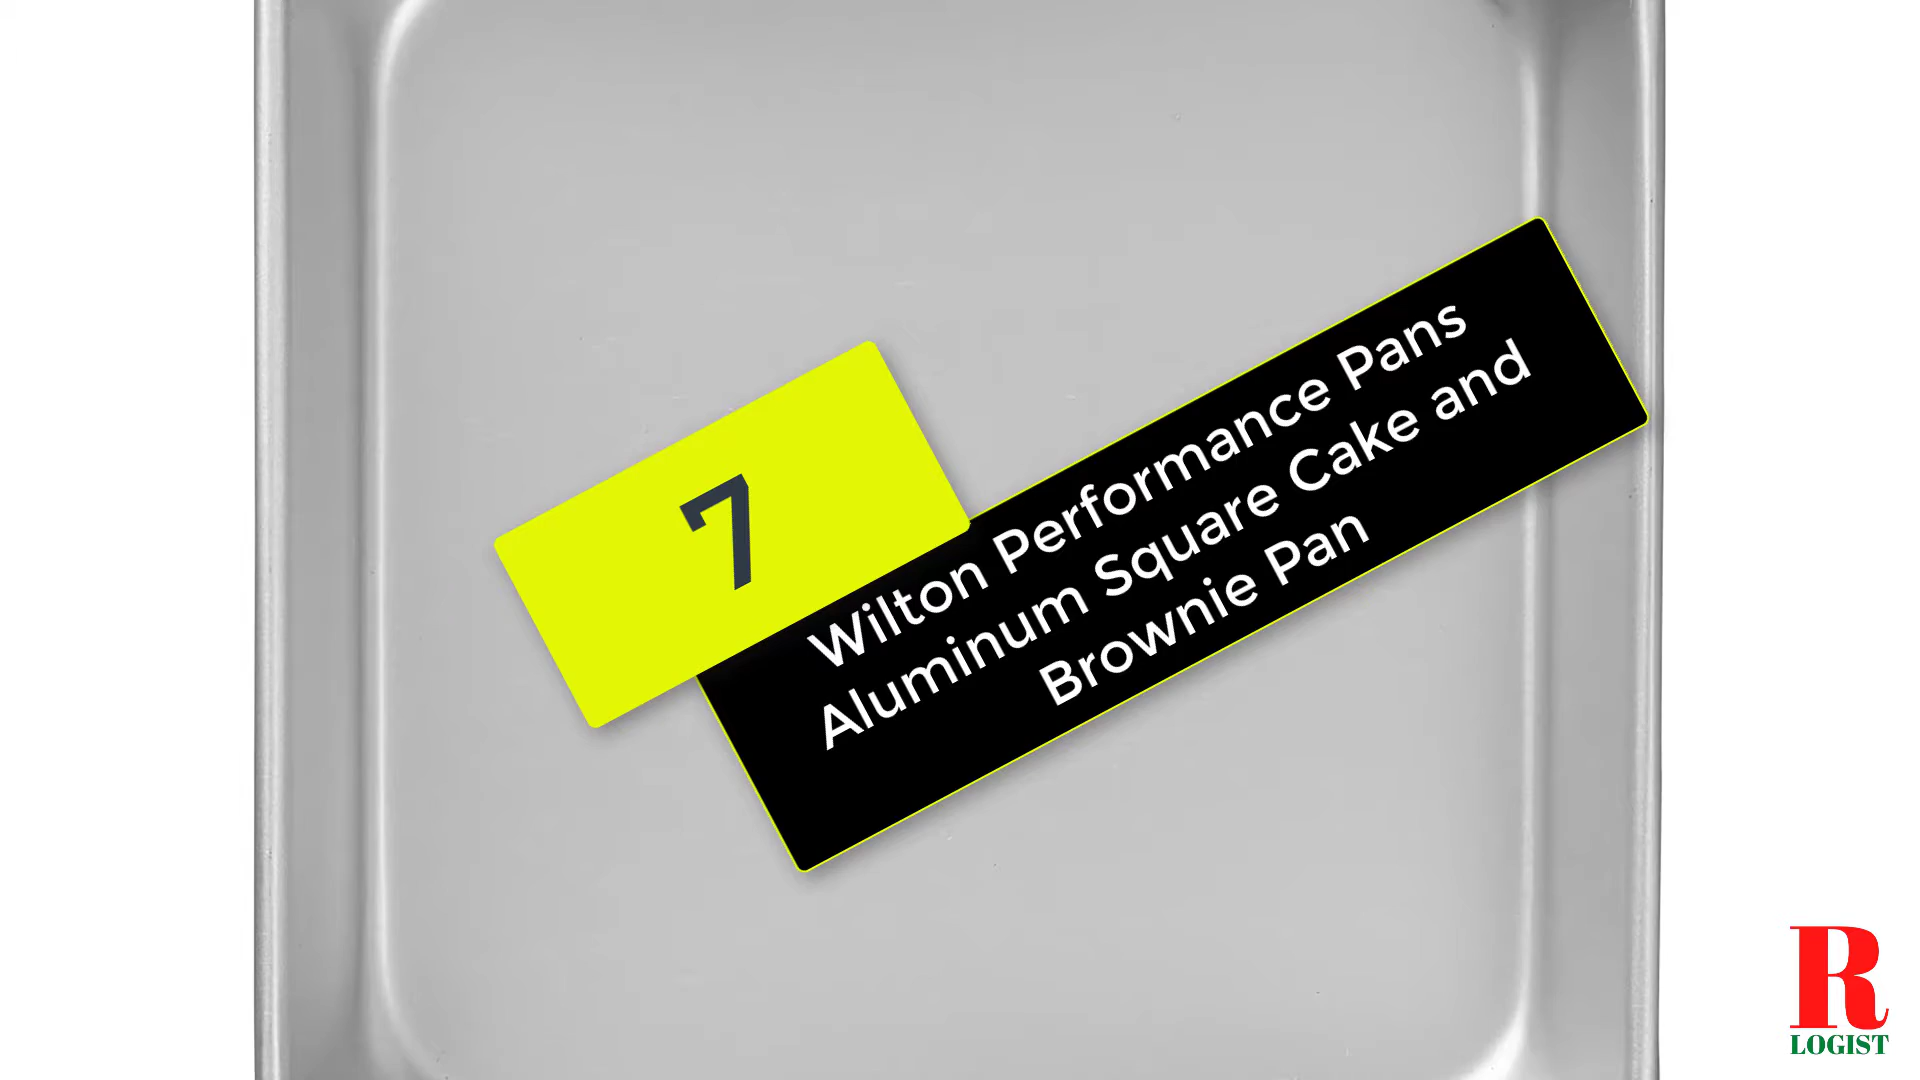 7
Wilton Performance Pans
Aluminum Square Cake and
Brownie Pan
R
LOGIST